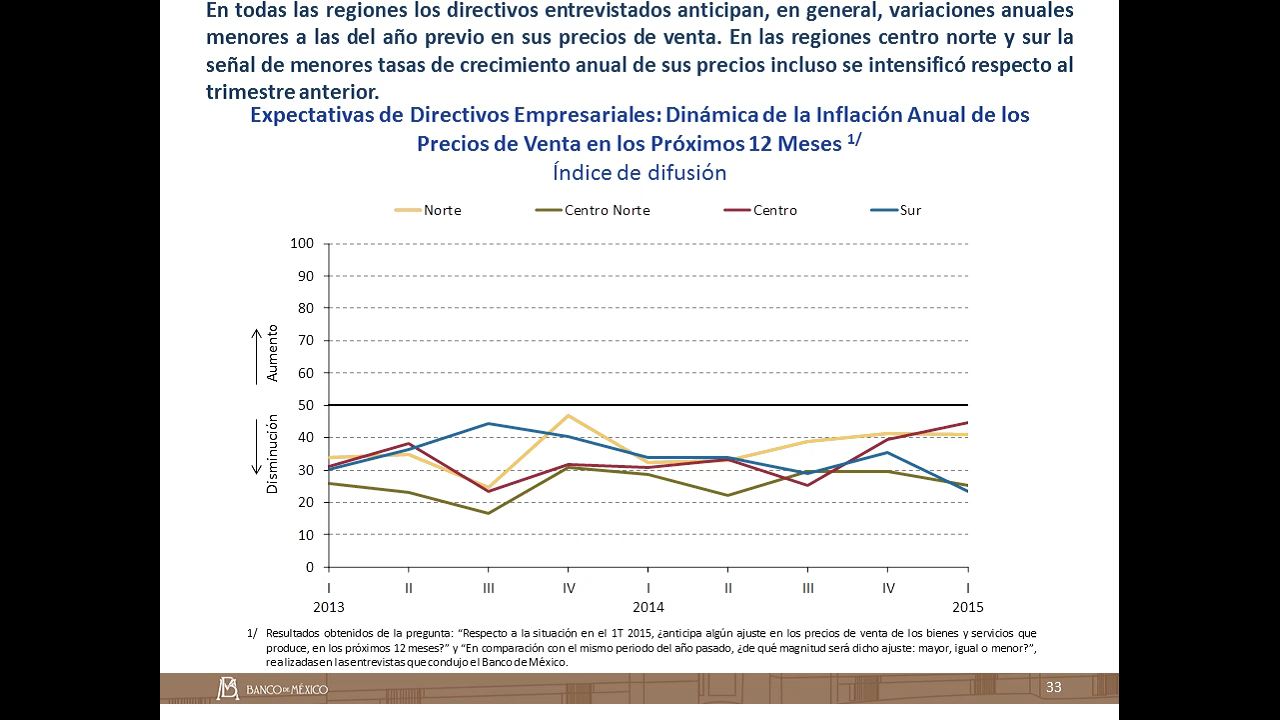 En todas las regiones los directivos entrevistados anticipan, en general, variaciones anuales
menores a las del año previo en sus precios de venta. En las regiones centro norte y sur la
señal de menores tasas de crecimiento anual de sus precios incluso se intensificó respecto al
trimestre anterior.
Expectativas de Directivos Empresariales: Dinámica de la Inflación Anual de los
Precios de Venta en los Próximos 12 Meses 1/
Índice de difusión
Norte Centro Norte Centro Sur
100
90
80
70
60
50
40
30
20
10
0
Aumento
Disminución
I II III IV I II III IV I
2013 2014 2015
1/ Resultados obtenidos de la pregunta: “Respecto a la situación en el 1T 2015, ¿anticipa algún ajuste en los precios de venta de los bienes y servicios que
produce, en los próximos 12 meses?” y “En comparación con el mismo periodo del año pasado, ¿de qué magnitud será dicho ajuste: mayor, igual o menor?”,
realizadas en las entrevistas que condujo el Banco de México.
BANCO DE MÉXICO
33